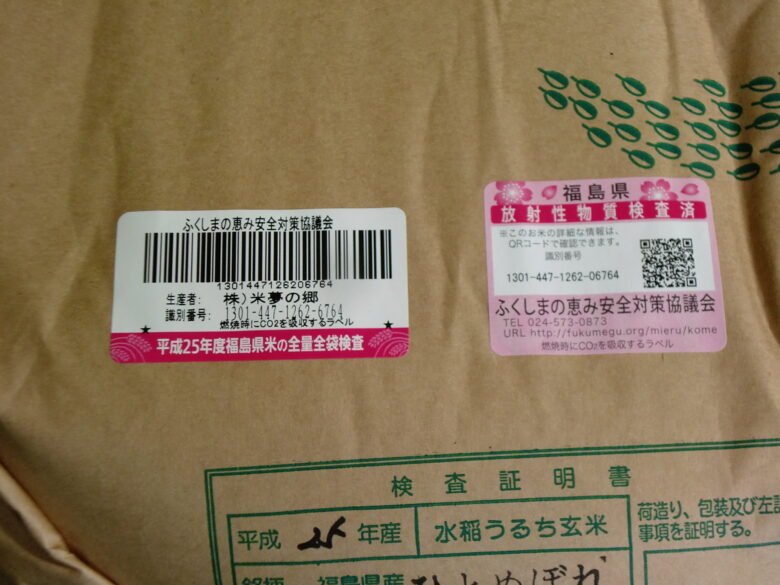 ふくしまの恵み安全対策協議会
1301447126206764
生産者: 株)米夢の郷
識別番号: 1301-447-1262-6764
燃焼時にCO2を吸収するラベル
平成25年度福島県米の全量全袋検査
福島県
放射性物質検査済
※このお米の詳細な情報は、
QRコードで確認できます。
識別番号
1301-447-1262-06764
ふくしまの恵み安全対策協議会
TEL 024-573-0873
URL http://fukumegu.org/mieru/kome
燃焼時にCO2を吸収するラベル
検査証明書
平成 25 年産 水稲うるち玄米
荷造り、包装及び左記
事項を証明する。
銘柄 福島県産 ひとめぼれ